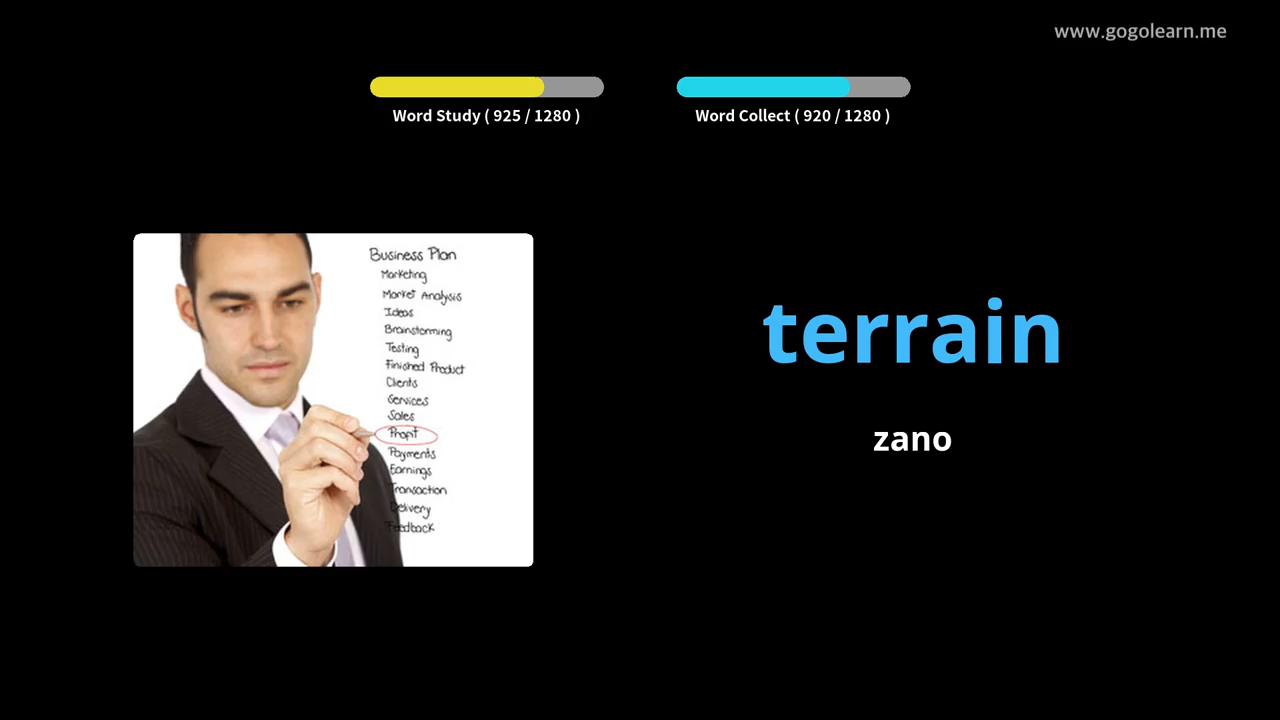 www.gogolearn.me
Word Study ( 925 / 1280 )
Word Collect ( 920 / 1280 )
Business Plan
Marketing
Market Analysis
Ideas
Brainstorming
Testing
Finished Product
Clients
Services
Sales
Profit
Payments
Earnings
Transaction
Delivery
Feedback
terrain
zano